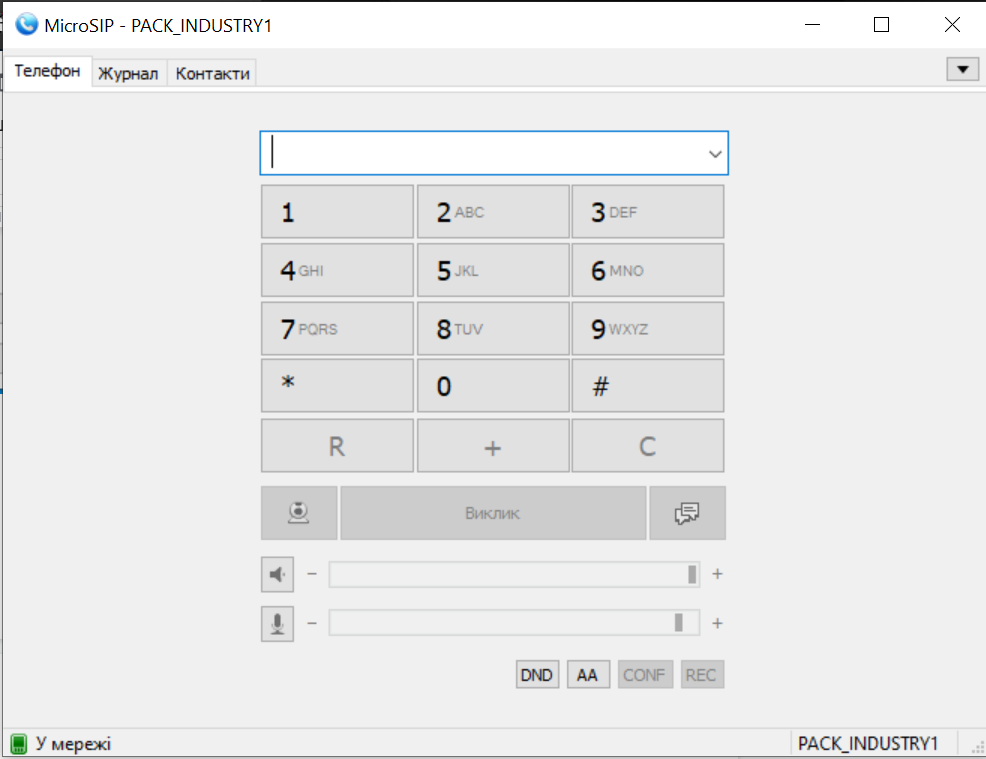 MicroSIP - PACK_INDUSTRY1
Телефон Журнал Контакти
1 2 ABC 3 DEF
4 GHI 5 JKL 6 MNO
7 PQRS 8 TUV 9 WXYZ
* 0 #
R + C
Виклик
− +
− +
DND AA CONF REC
У мережі PACK_INDUSTRY1